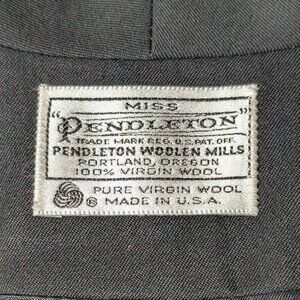 MISS
"PENDLETON"
TRADE MARK REG. U.S. PAT. OFF.
PENDLETON WOOLEN MILLS
PORTLAND, OREGON
100% VIRGIN WOOL
PURE VIRGIN WOOL
® MADE IN U.S.A.